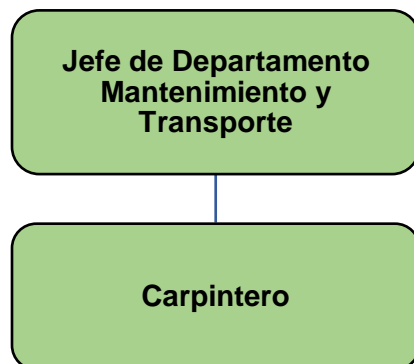 Jefe de Departamento
Mantenimiento y
Transporte
Carpintero